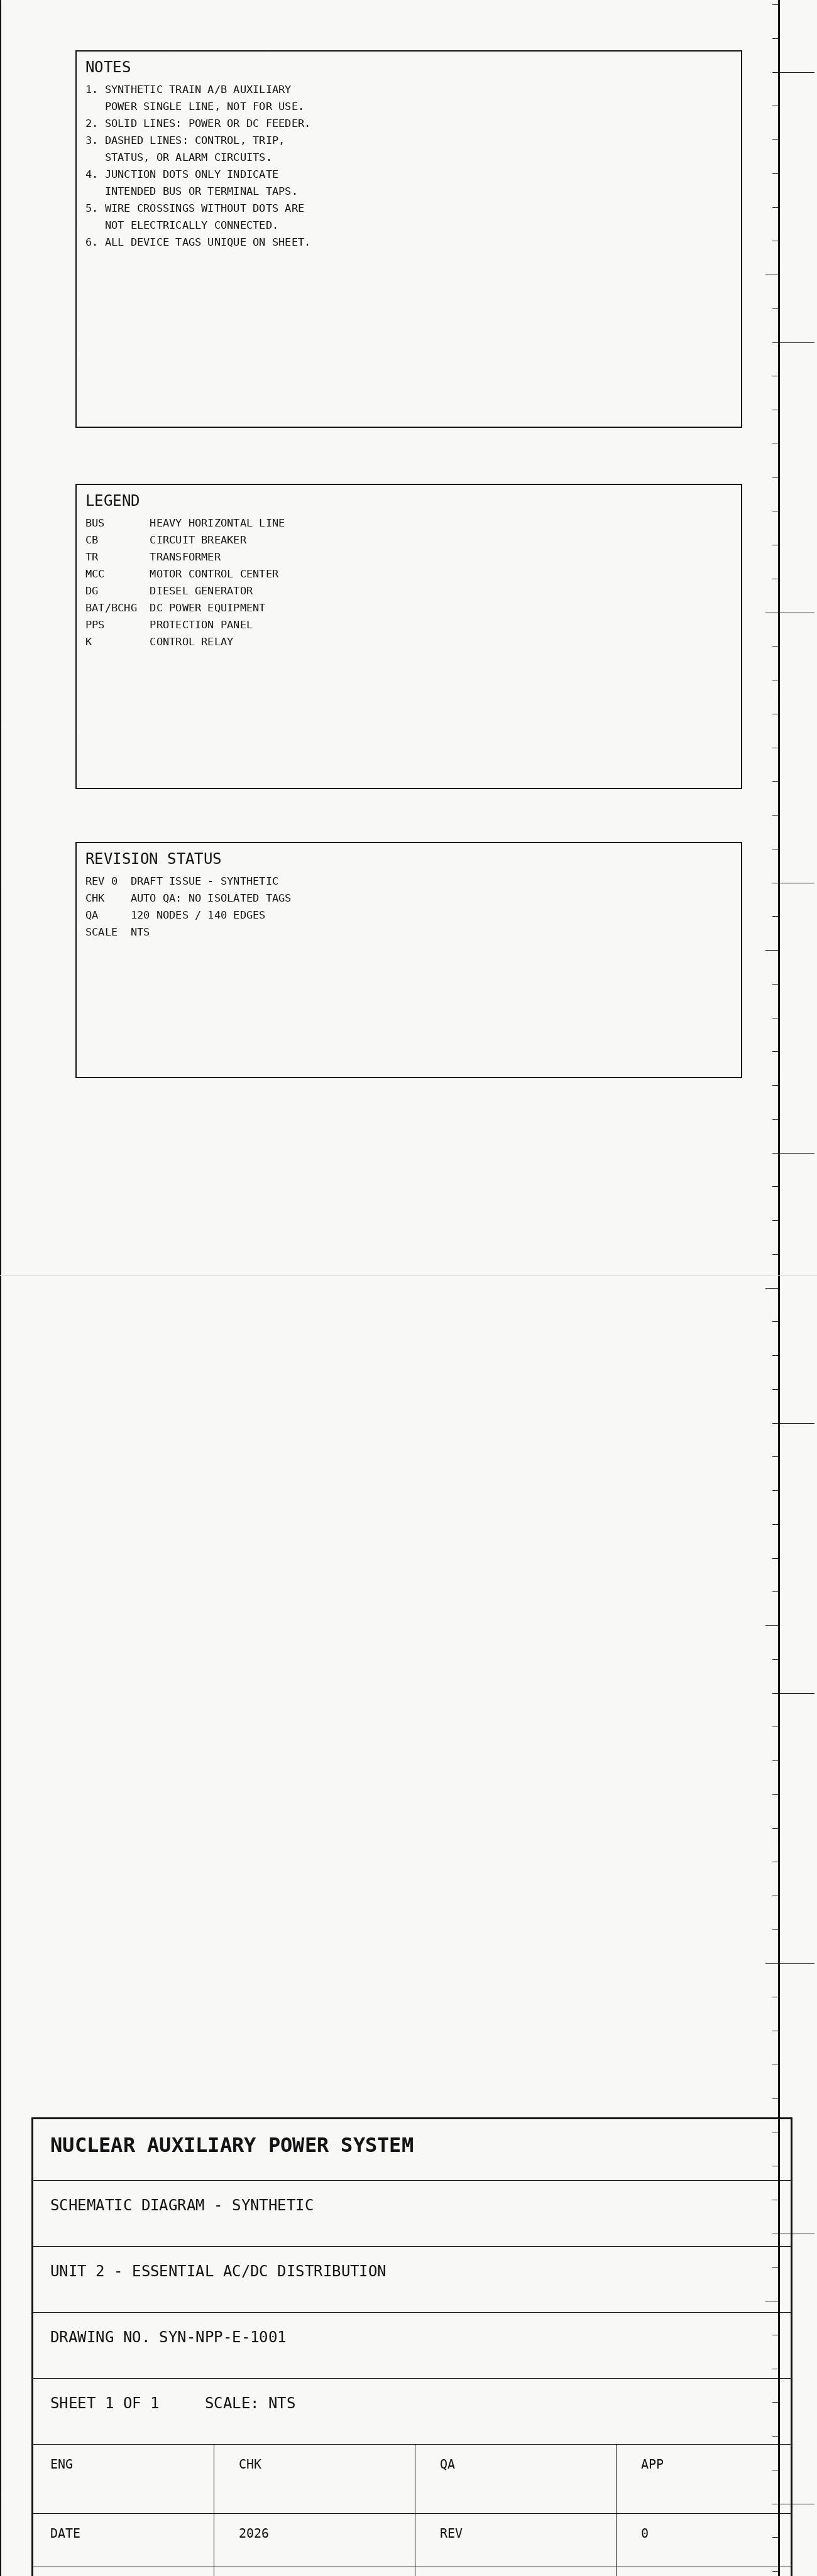 NOTES
1. SYNTHETIC TRAIN A/B AUXILIARY
POWER SINGLE LINE, NOT FOR USE.
2. SOLID LINES: POWER OR DC FEEDER.
3. DASHED LINES: CONTROL, TRIP,
STATUS, OR ALARM CIRCUITS.
4. JUNCTION DOTS ONLY INDICATE
INTENDED BUS OR TERMINAL TAPS.
5. WIRE CROSSINGS WITHOUT DOTS ARE
NOT ELECTRICALLY CONNECTED.
6. ALL DEVICE TAGS UNIQUE ON SHEET.
LEGEND
BUS HEAVY HORIZONTAL LINE
CB CIRCUIT BREAKER
TR TRANSFORMER
MCC MOTOR CONTROL CENTER
DG DIESEL GENERATOR
BAT/BCHG DC POWER EQUIPMENT
PPS PROTECTION PANEL
K CONTROL RELAY
REVISION STATUS
REV 0 DRAFT ISSUE - SYNTHETIC
CHK AUTO QA: NO ISOLATED TAGS
QA 120 NODES / 140 EDGES
SCALE NTS
NUCLEAR AUXILIARY POWER SYSTEM
SCHEMATIC DIAGRAM - SYNTHETIC
UNIT 2 - ESSENTIAL AC/DC DISTRIBUTION
DRAWING NO. SYN-NPP-E-1001
SHEET 1 OF 1 SCALE: NTS
ENG CHK QA APP
DATE 2026 REV 0